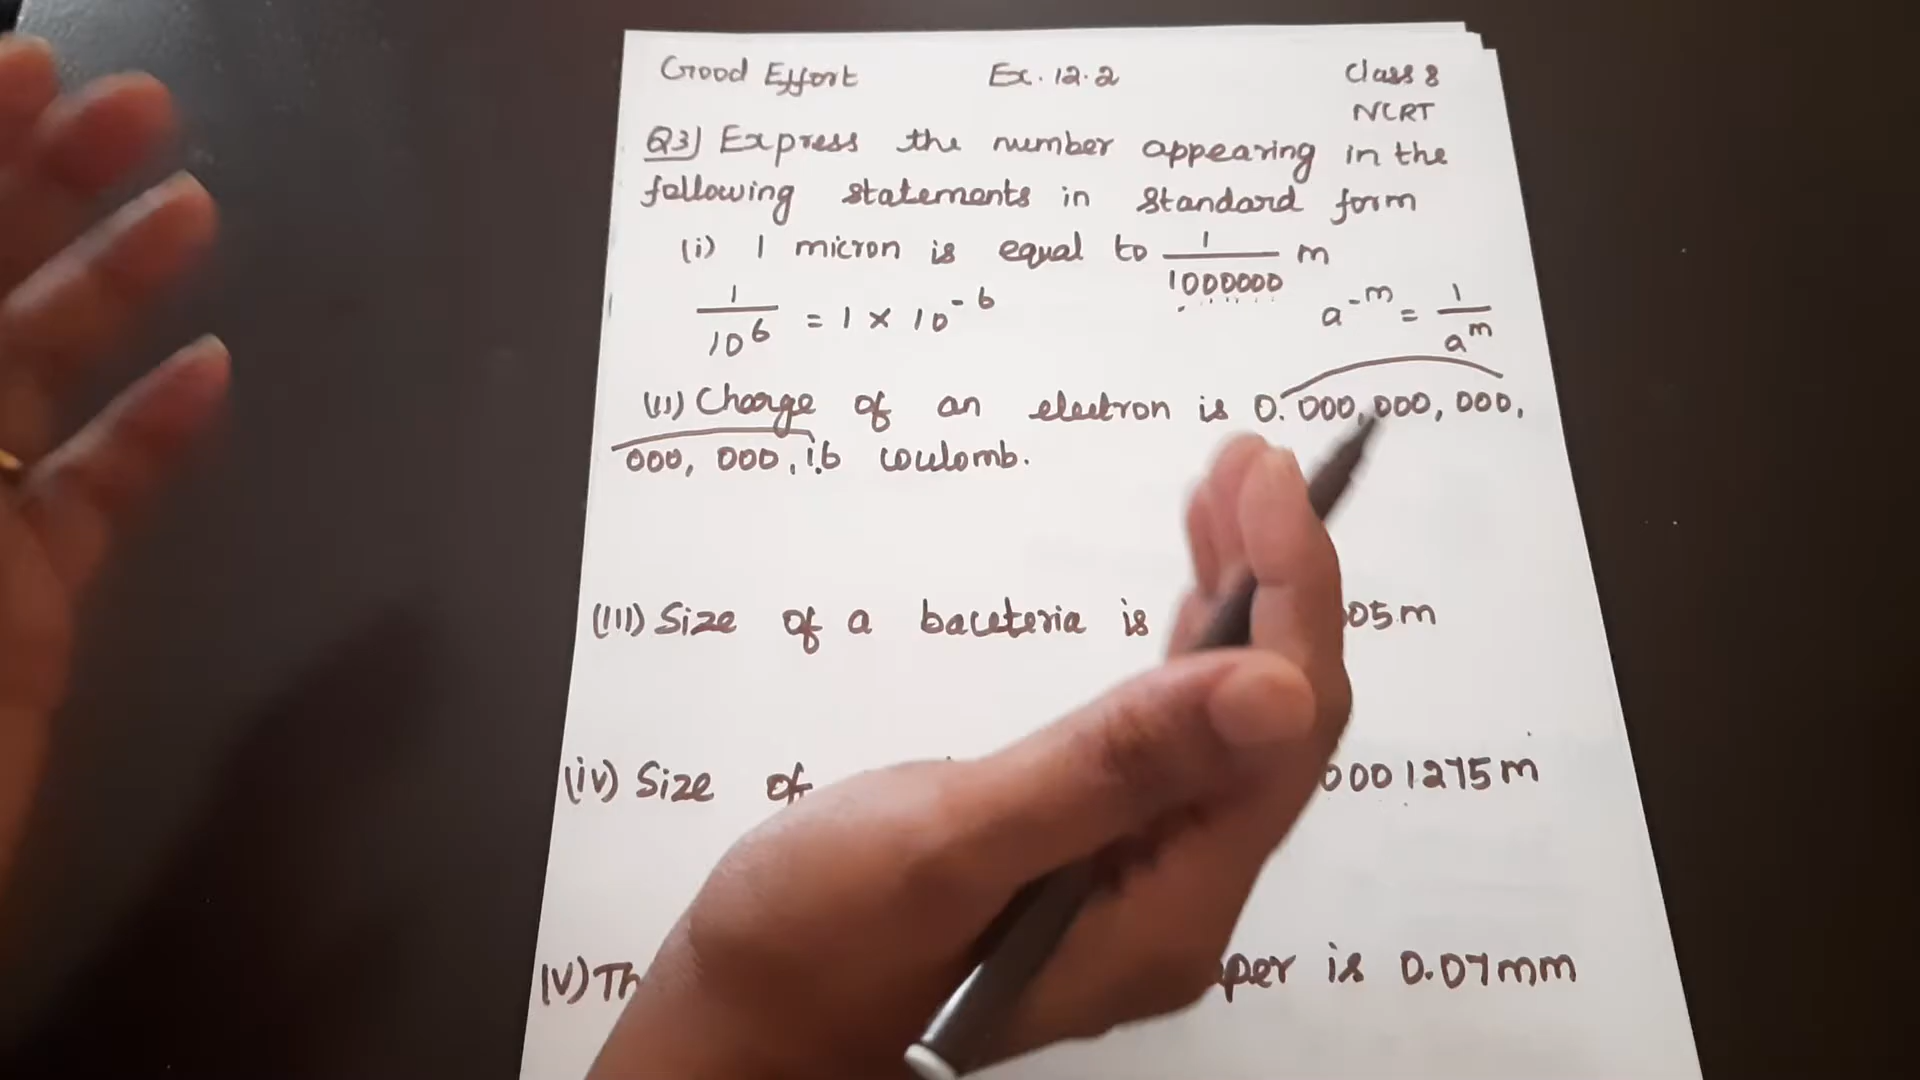 Good Effort Ex. 12.2 Class 8
NCRT
Q3) Express the number appearing in the
following statements in standard form
(i) 1 micron is equal to 1/1000000 m
1/10^6 = 1 × 10^-6 a^-m = 1/a^m
(ii) Charge of an electron is 0.000,000,000,
000,000,1.6 coulomb.
(iii) Size of a baceteria is 05m
(iv) Size of 0001275m
(v) Th per is 0.07mm